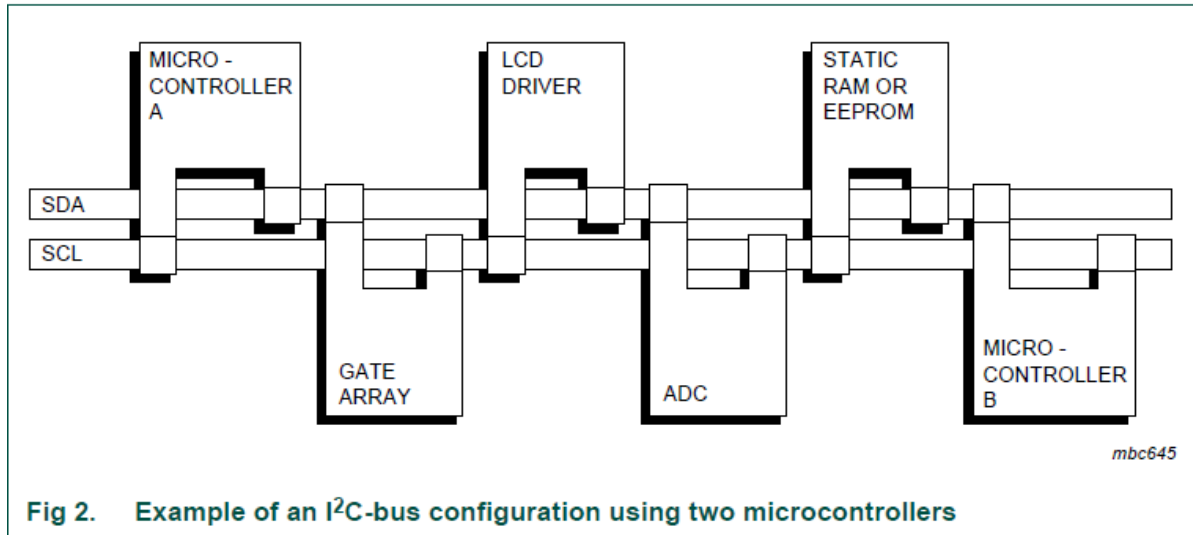 MICRO -
CONTROLLER
A
LCD
DRIVER
STATIC
RAM OR
EEPROM
SDA
SCL
GATE
ARRAY
ADC
MICRO -
CONTROLLER
B
mbc645
Fig 2. Example of an I²C-bus configuration using two microcontrollers